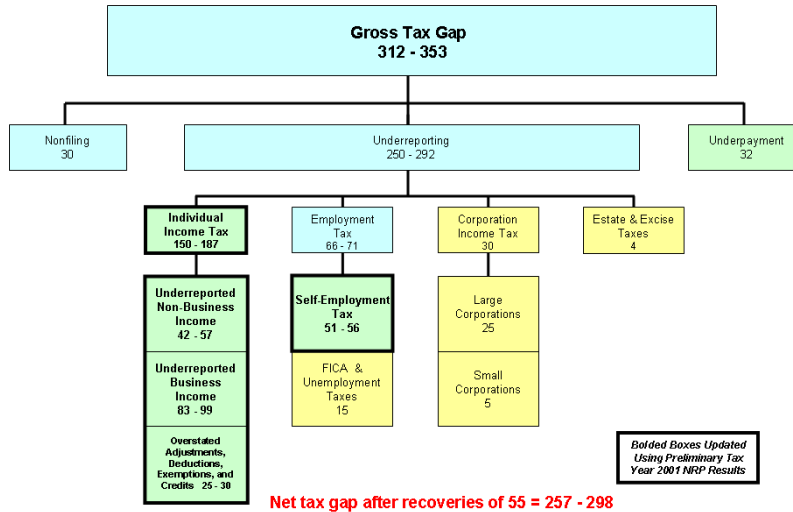 Gross Tax Gap
312 - 353
Nonfiling
30
Underreporting
250 - 292
Underpayment
32
Individual
Income Tax
150 - 187
Employment
Tax
66 - 71
Corporation
Income Tax
30
Estate & Excise
Taxes
4
Underreported
Non-Business
Income
42 - 57
Self-Employment
Tax
51 - 56
Large
Corporations
25
Underreported
Business
Income
83 - 99
FICA &
Unemployment
Taxes
15
Small
Corporations
5
Overstated
Adjustments,
Deductions,
Exemptions, and
Credits 25 - 30
Bolded Boxes Updated
Using Preliminary Tax
Year 2001 NRP Results
Net tax gap after recoveries of 55 = 257 - 298